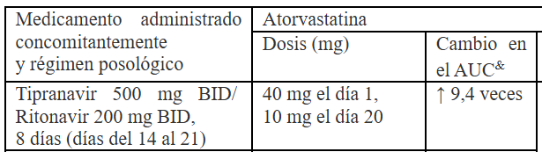 Medicamento administrado
concomitantemente
y régimen posológico
Atorvastatina
Dosis (mg)
Cambio en
el AUC&
Tipranavir 500 mg BID/
Ritonavir 200 mg BID,
8 días (días del 14 al 21)
40 mg el día 1,
10 mg el día 20
↑ 9,4 veces